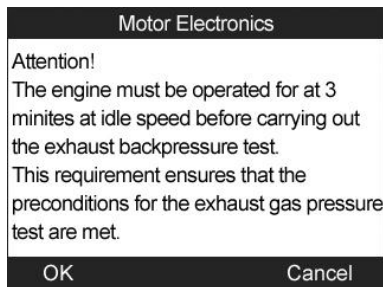 Motor Electronics
Attention!
The engine must be operated for at 3
minites at idle speed before carrying out
the exhaust backpressure test.
This requirement ensures that the
preconditions for the exhaust gas pressure
test are met.
OK Cancel